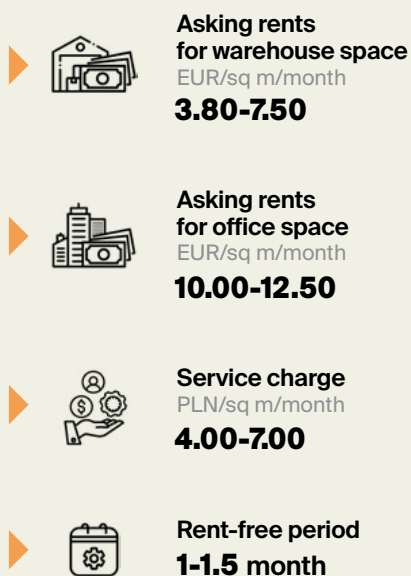 Asking rents
for warehouse space
EUR/sq m/month
3.80-7.50
Asking rents
for office space
EUR/sq m/month
10.00-12.50
Service charge
PLN/sq m/month
4.00-7.00
Rent-free period
1-1.5 month